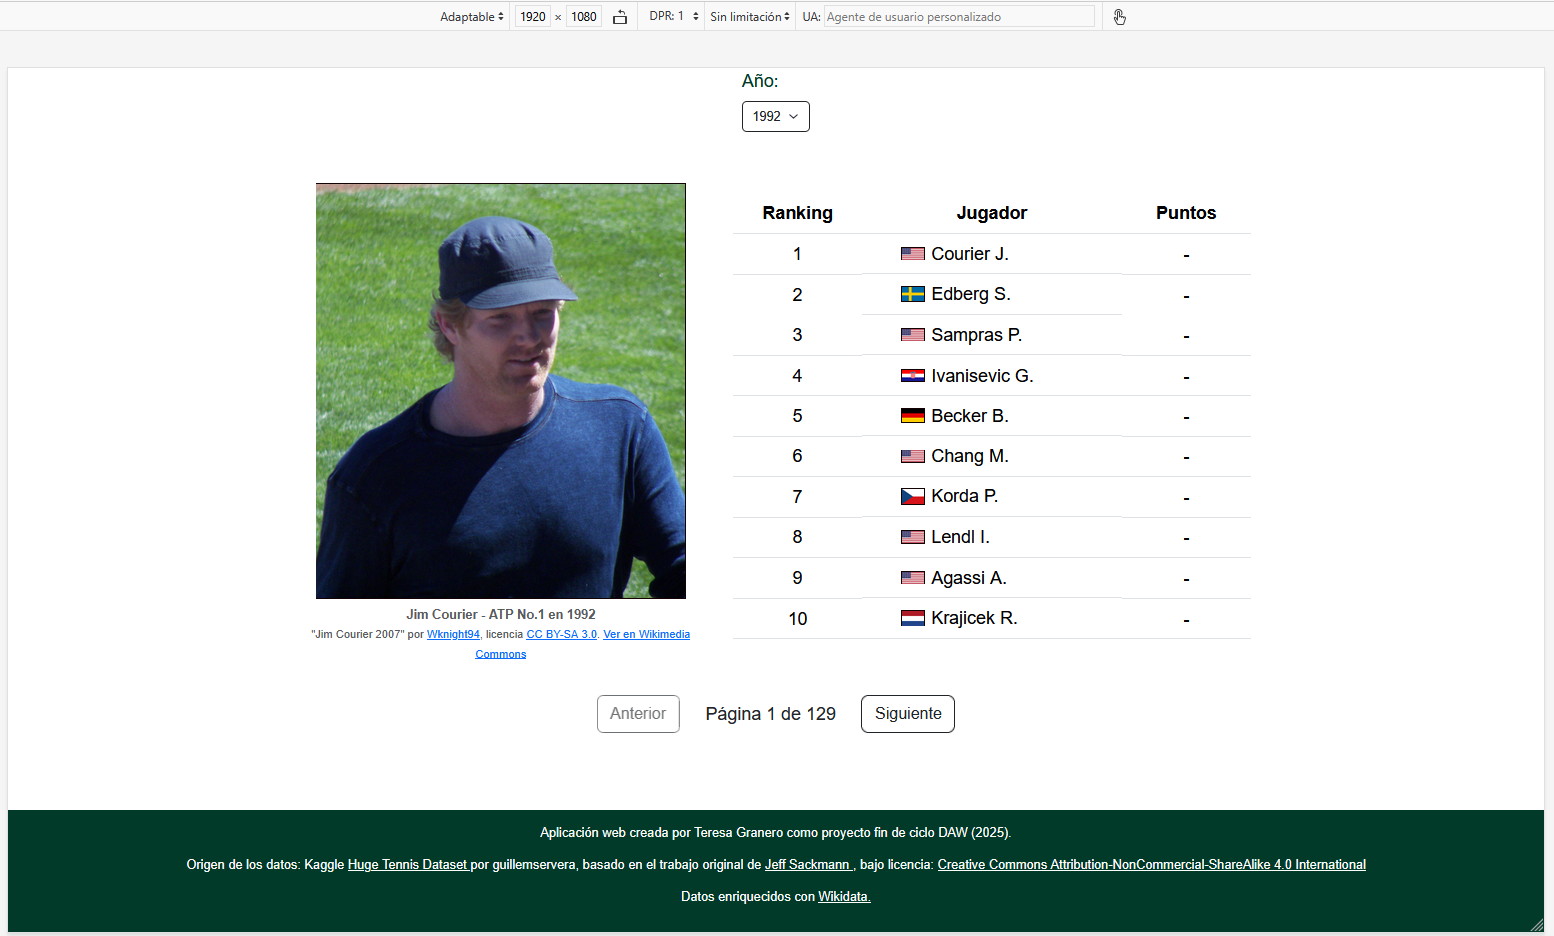 Adaptable 1920 × 1080 DPR: 1 Sin limitación UA: Agente de usuario personalizado
Año:
1992
Ranking Jugador Puntos
1 Courier J. -
2 Edberg S. -
3 Sampras P. -
4 Ivanisevic G. -
5 Becker B. -
6 Chang M. -
7 Korda P. -
8 Lendl I. -
9 Agassi A. -
10 Krajicek R. -
Jim Courier - ATP No.1 en 1992
"Jim Courier 2007" por Wknight94, licencia CC BY-SA 3.0. Ver en Wikimedia
Commons
Anterior Página 1 de 129 Siguiente
Aplicación web creada por Teresa Granero como proyecto fin de ciclo DAW (2025).
Origen de los datos: Kaggle Huge Tennis Dataset por guillemservera, basado en el trabajo original de Jeff Sackmann , bajo licencia: Creative Commons Attribution-NonCommercial-ShareAlike 4.0 International
Datos enriquecidos con Wikidata.